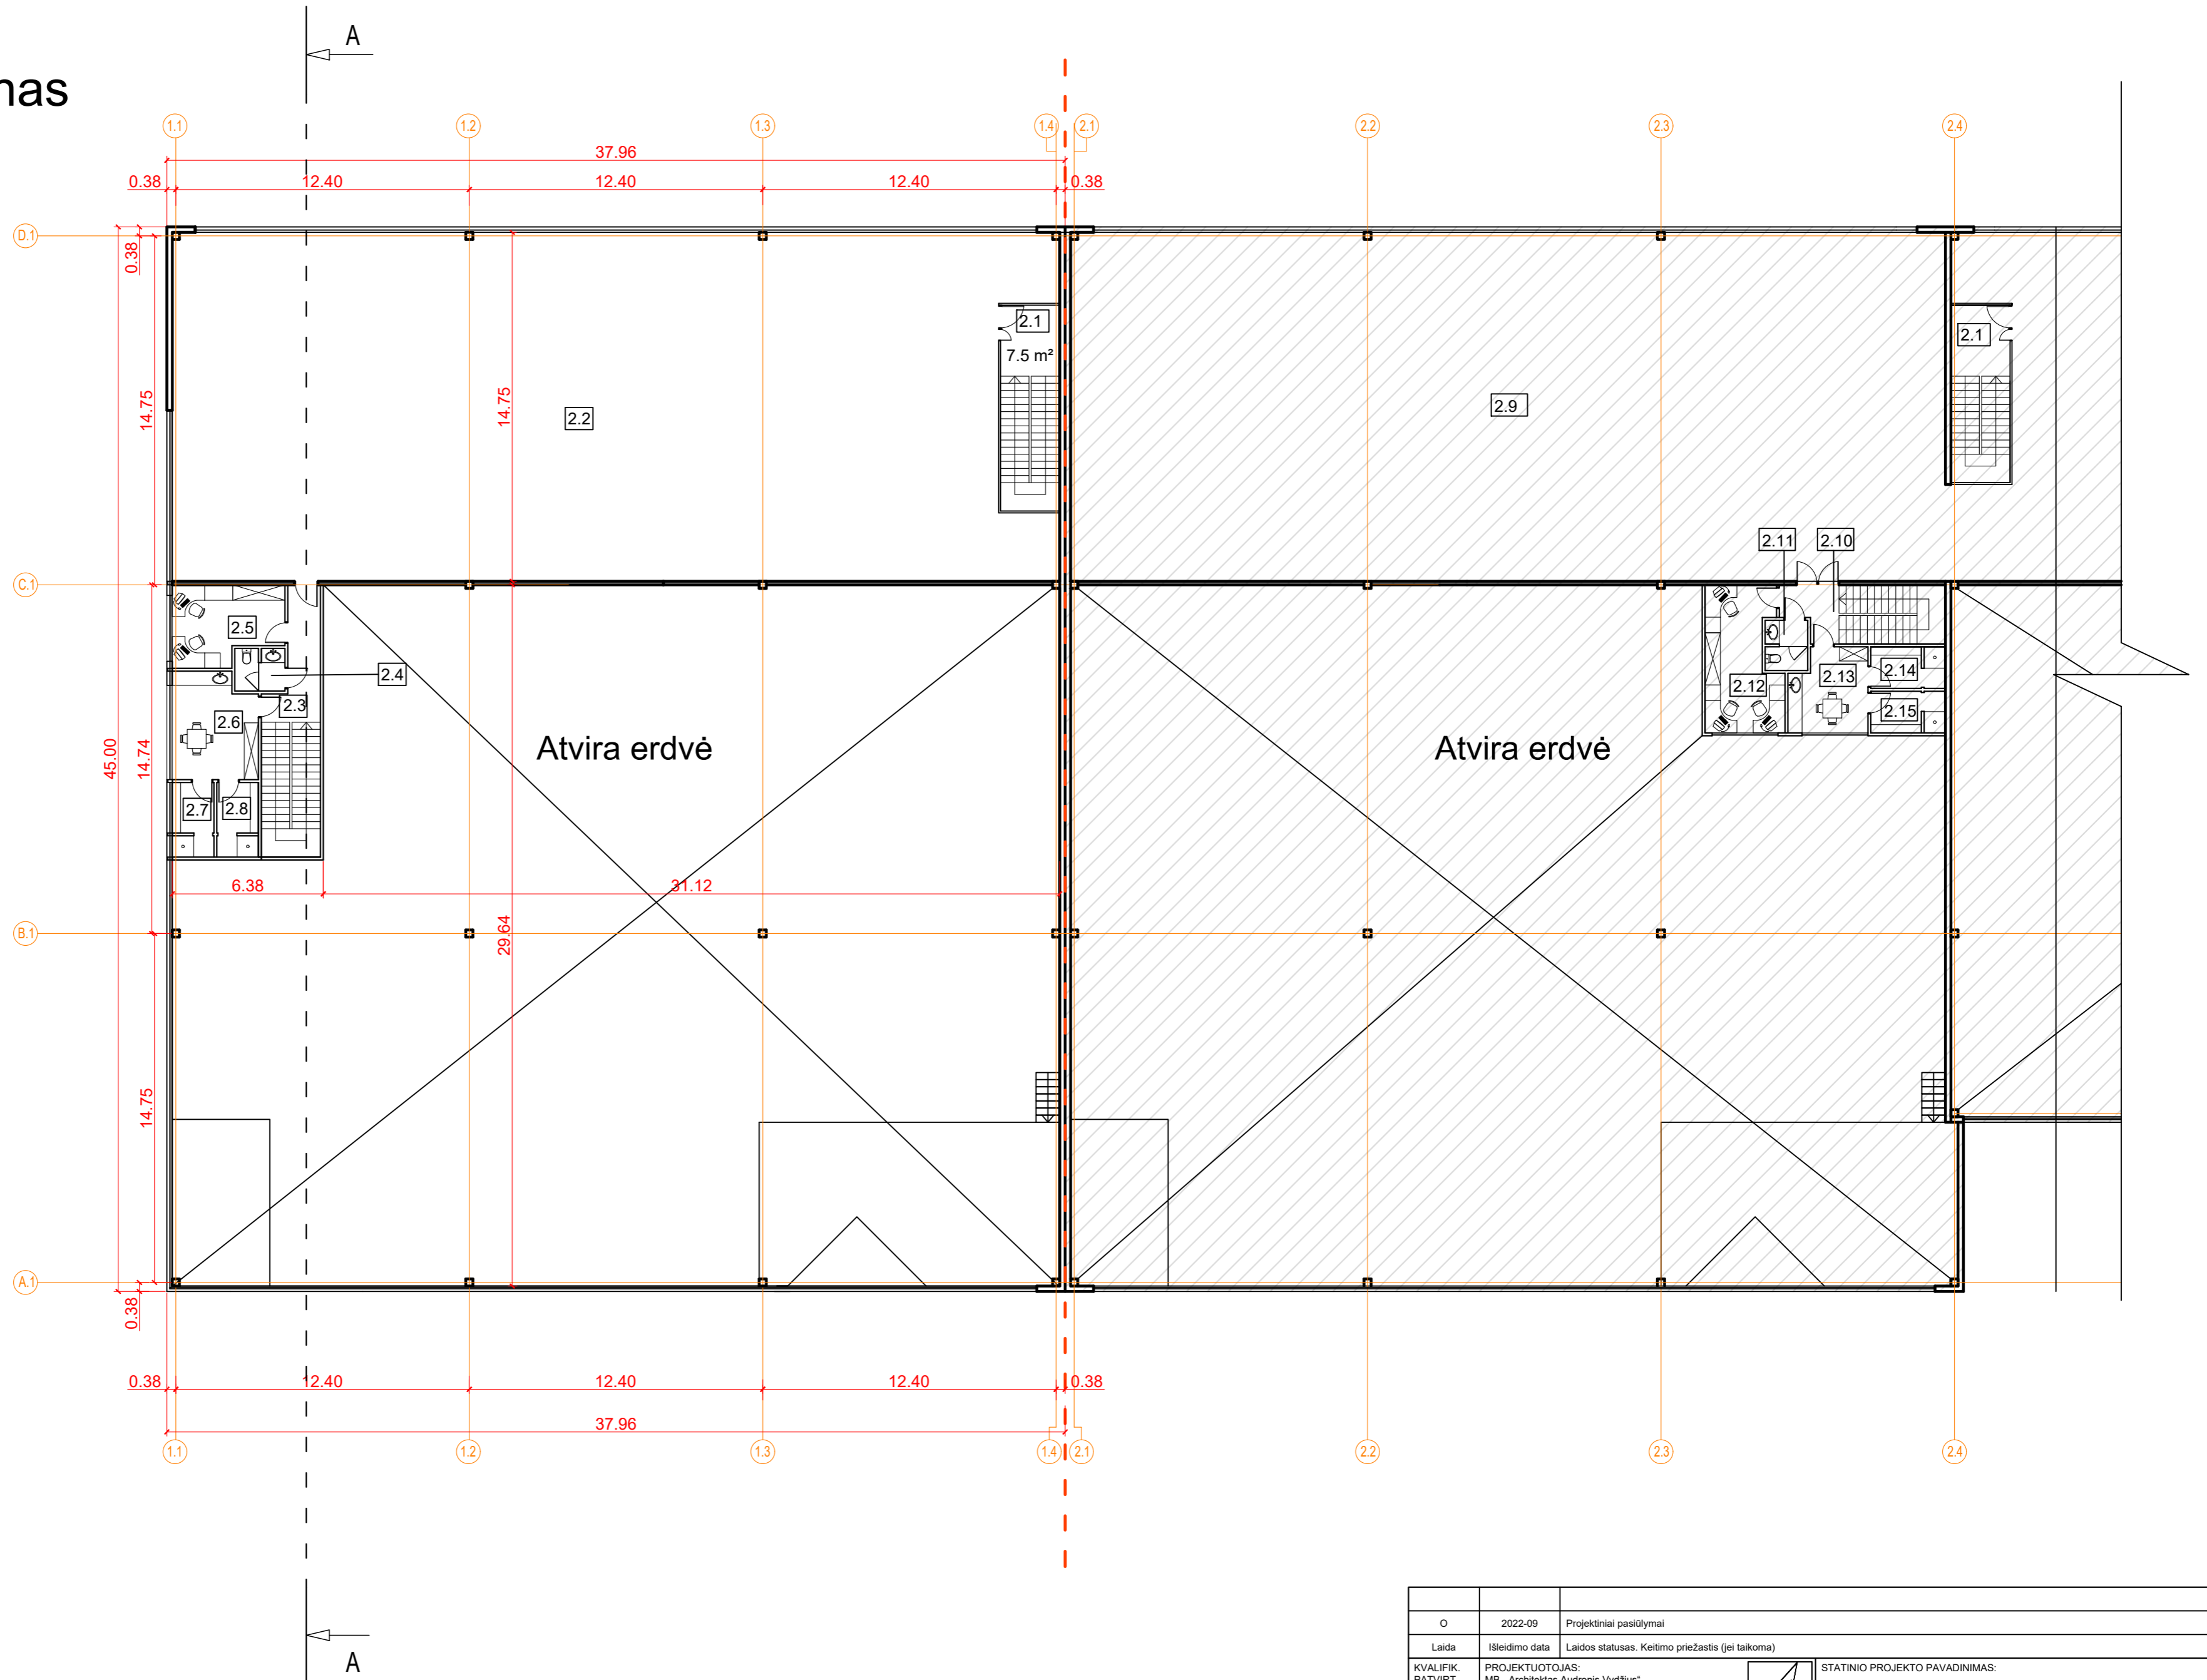 A
nas
1.1 1.2 1.3 1.4 2.1 2.2 2.3 2.4
37.96
0.38 12.40 12.40 12.40 0.38
D.1
0.38
2.1
7.5 m²
2.1
14.75
14.75
2.2
2.9
2.11 2.10
C.1
2.5
2.4
2.3
2.6
2.7 2.8
2.12
2.13
2.14
2.15
45.00
14.74
Atvira erdvė
Atvira erdvė
6.38
31.12
B.1
29.64
14.75
A.1
0.38
0.38 12.40 12.40 12.40 0.38
37.96
1.1 1.2 1.3 1.4 2.1 2.2 2.3 2.4
A
O 2022-09 Projektiniai pasiūlymai
Laida Išleidimo data Laidos statusas. Keitimo priežastis (jei taikoma)
KVALIFIK. PROJEKTUOTOJAS: STATINIO PROJEKTO PAVADINIMAS: